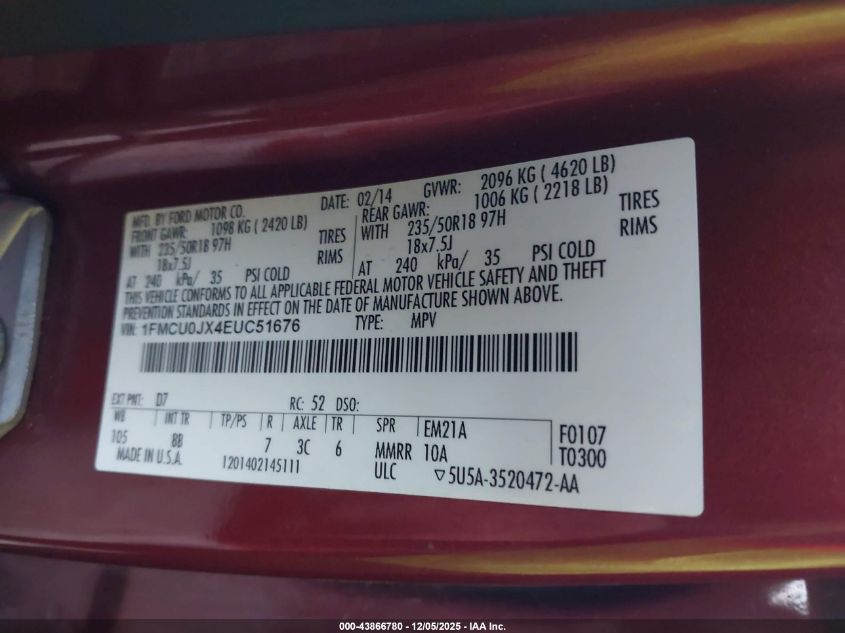 MFD. BY FORD MOTOR CO.
DATE: 02/14 GVWR: 2096 KG ( 4620 LB)
FRONT GAWR: 1098 KG ( 2420 LB) REAR GAWR: 1006 KG ( 2218 LB)
WITH 235/50R18 97H TIRES WITH 235/50R18 97H TIRES
18x7.5J RIMS 18x7.5J RIMS
AT 240 kPa/ 35 PSI COLD AT 240 kPa/ 35 PSI COLD
THIS VEHICLE CONFORMS TO ALL APPLICABLE FEDERAL MOTOR VEHICLE SAFETY AND THEFT
PREVENTION STANDARDS IN EFFECT ON THE DATE OF MANUFACTURE SHOWN ABOVE.
VIN: 1FMCU0JX4EUC51676 TYPE: MPV
EXT PNT: D7 RC: 52 DSO:
WB INT TR TP/PS R AXLE TR SPR EM21A F0107
105 BB 7 3C 6 MMRR 10A T0300
MADE IN U.S.A. 1201402145111 ULC ▽5U5A-3520472-AA
000-43866780 - 12/05/2025 - IAA Inc.